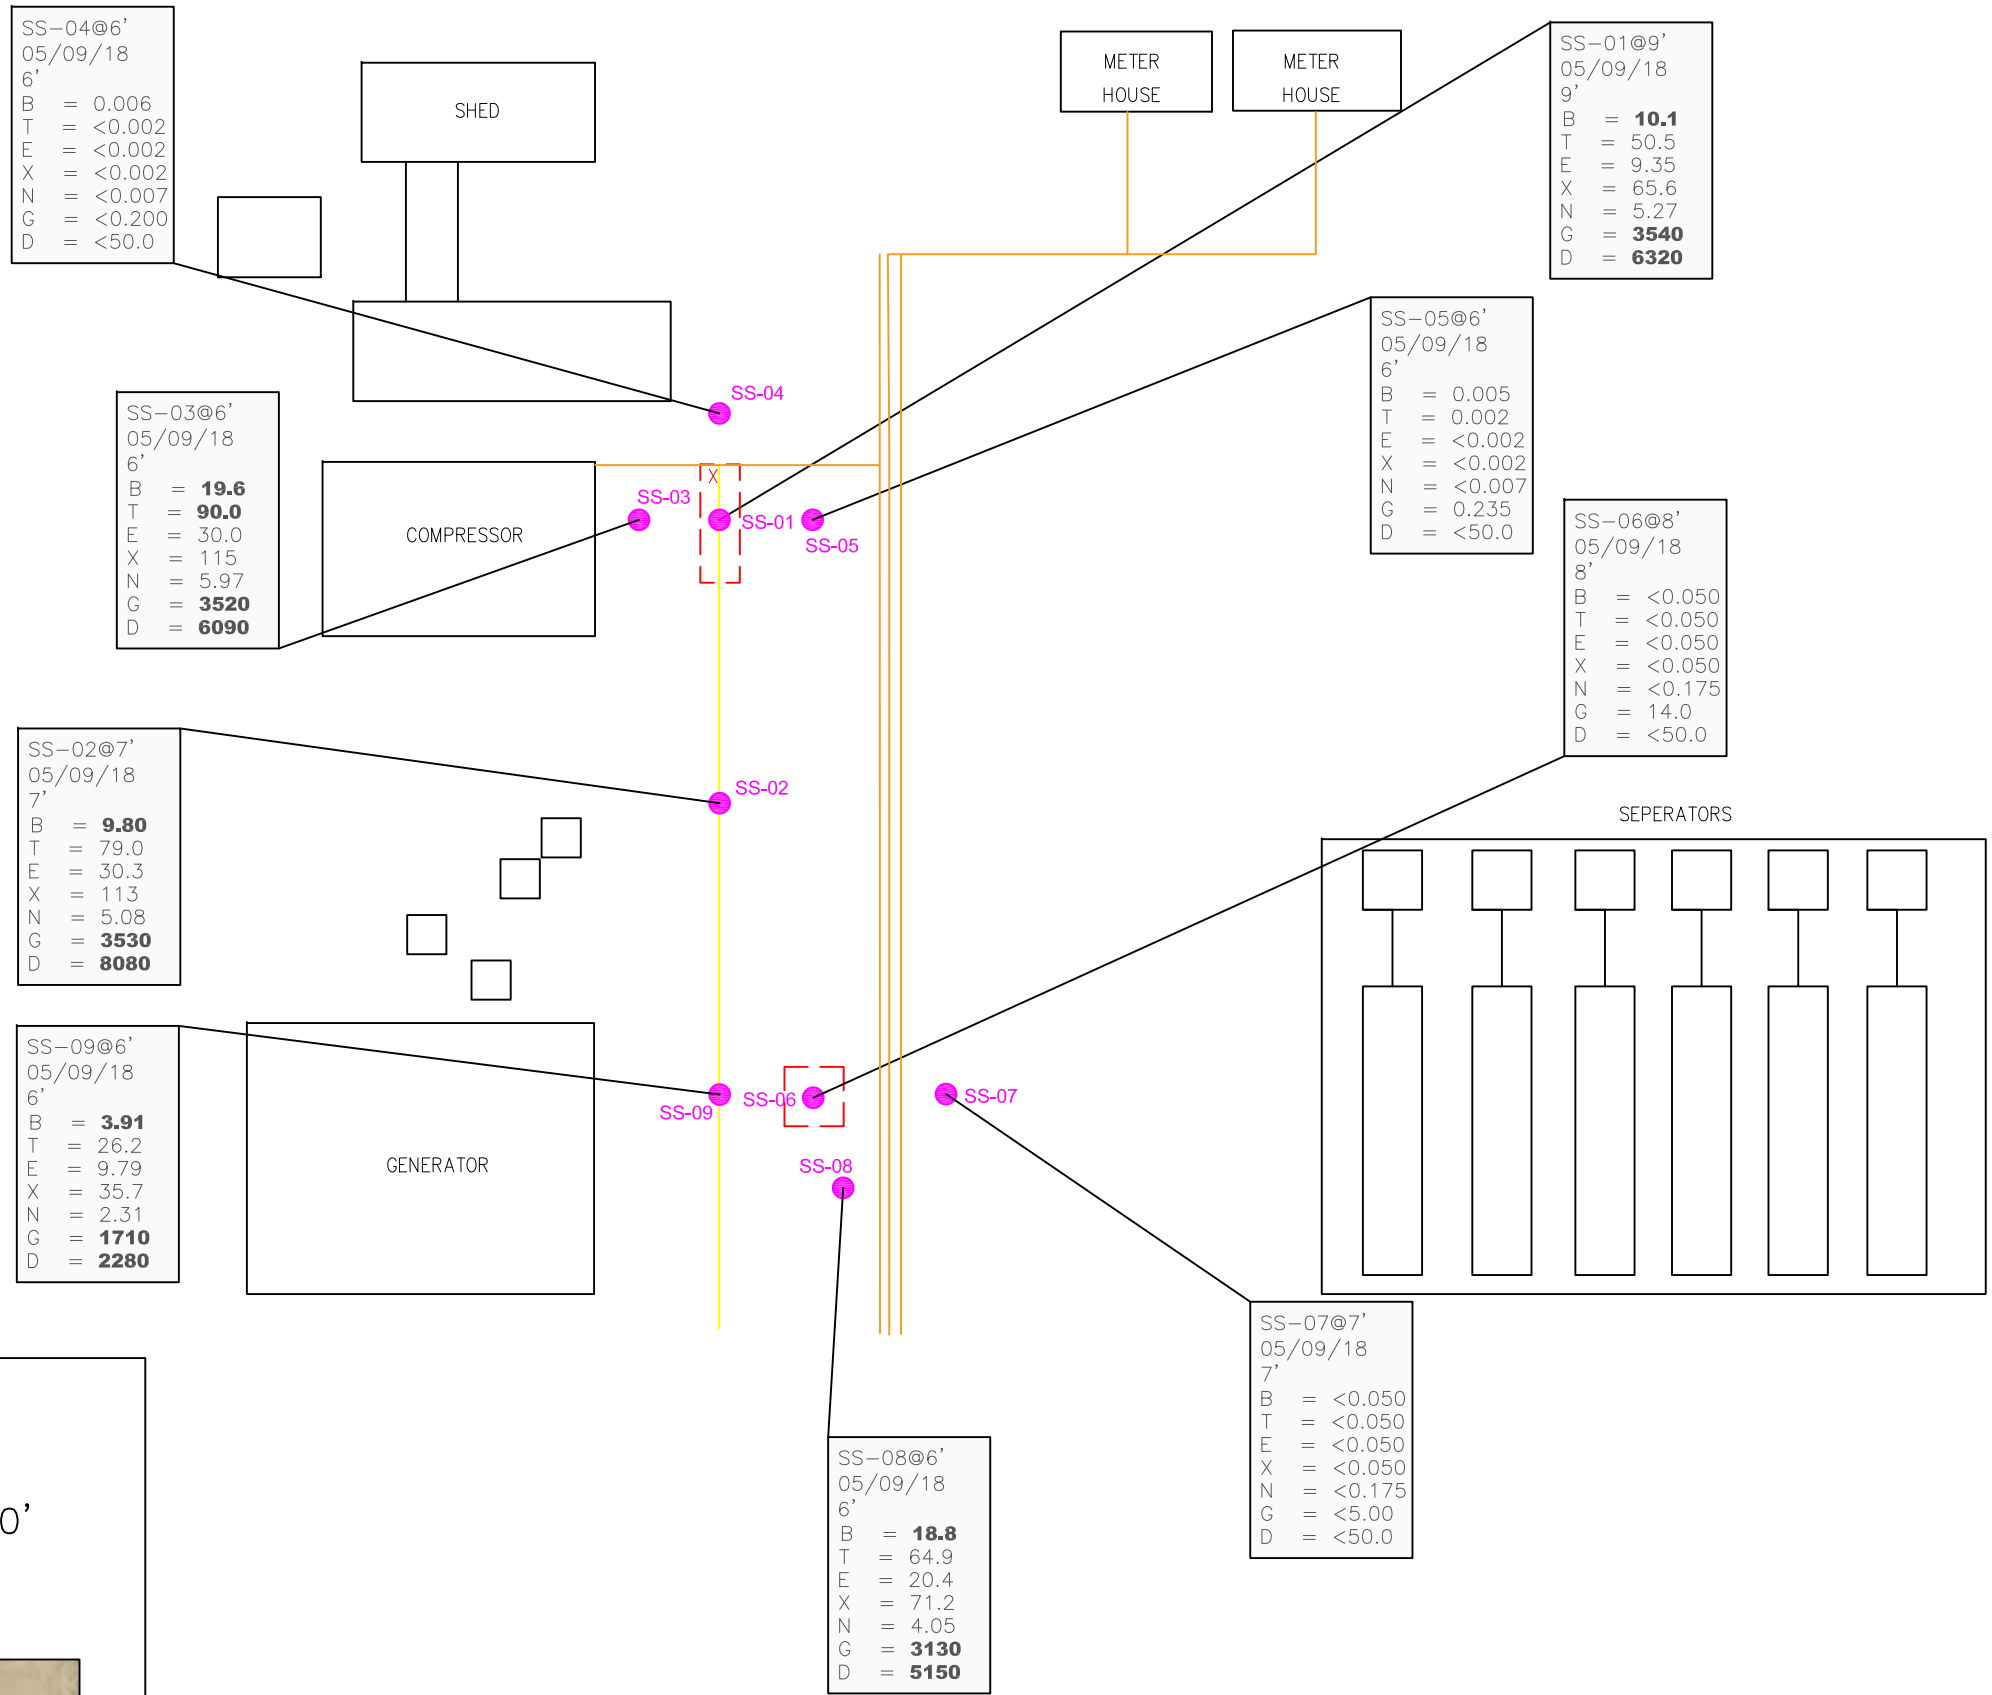 SS-04@6'
05/09/18
6'
B = 0.006
T = <0.002
E = <0.002
X = <0.002
N = <0.007
G = <0.200
D = <50.0
SHED
METER
HOUSE
METER
HOUSE
SS-01@9'
05/09/18
9'
B = 10.1
T = 50.5
E = 9.35
X = 65.6
N = 5.27
G = 3540
D = 6320
SS-05@6'
05/09/18
6'
B = 0.005
T = 0.002
E = <0.002
X = <0.002
N = <0.007
G = 0.235
D = <50.0
SS-04
SS-03@6'
05/09/18
6'
B = 19.6
T = 90.0
E = 30.0
X = 115
N = 5.97
G = 3520
D = 6090
COMPRESSOR
X
SS-03
SS-01
SS-05
SS-06@8'
05/09/18
8'
B = <0.050
T = <0.050
E = <0.050
X = <0.050
N = <0.175
G = 14.0
D = <50.0
SS-02@7'
05/09/18
7'
B = 9.80
T = 79.0
E = 30.3
X = 113
N = 5.08
G = 3530
D = 8080
SS-02
SEPERATORS
SS-09@6'
05/09/18
6'
B = 3.91
T = 26.2
E = 9.79
X = 35.7
N = 2.31
G = 1710
D = 2280
GENERATOR
SS-09
SS-06
SS-07
SS-08
SS-07@7'
05/09/18
7'
B = <0.050
T = <0.050
E = <0.050
X = <0.050
N = <0.175
G = <5.00
D = <50.0
SS-08@6'
05/09/18
6'
B = 18.8
T = 64.9
E = 20.4
X = 71.2
N = 4.05
G = 3130
D = 5150
0'